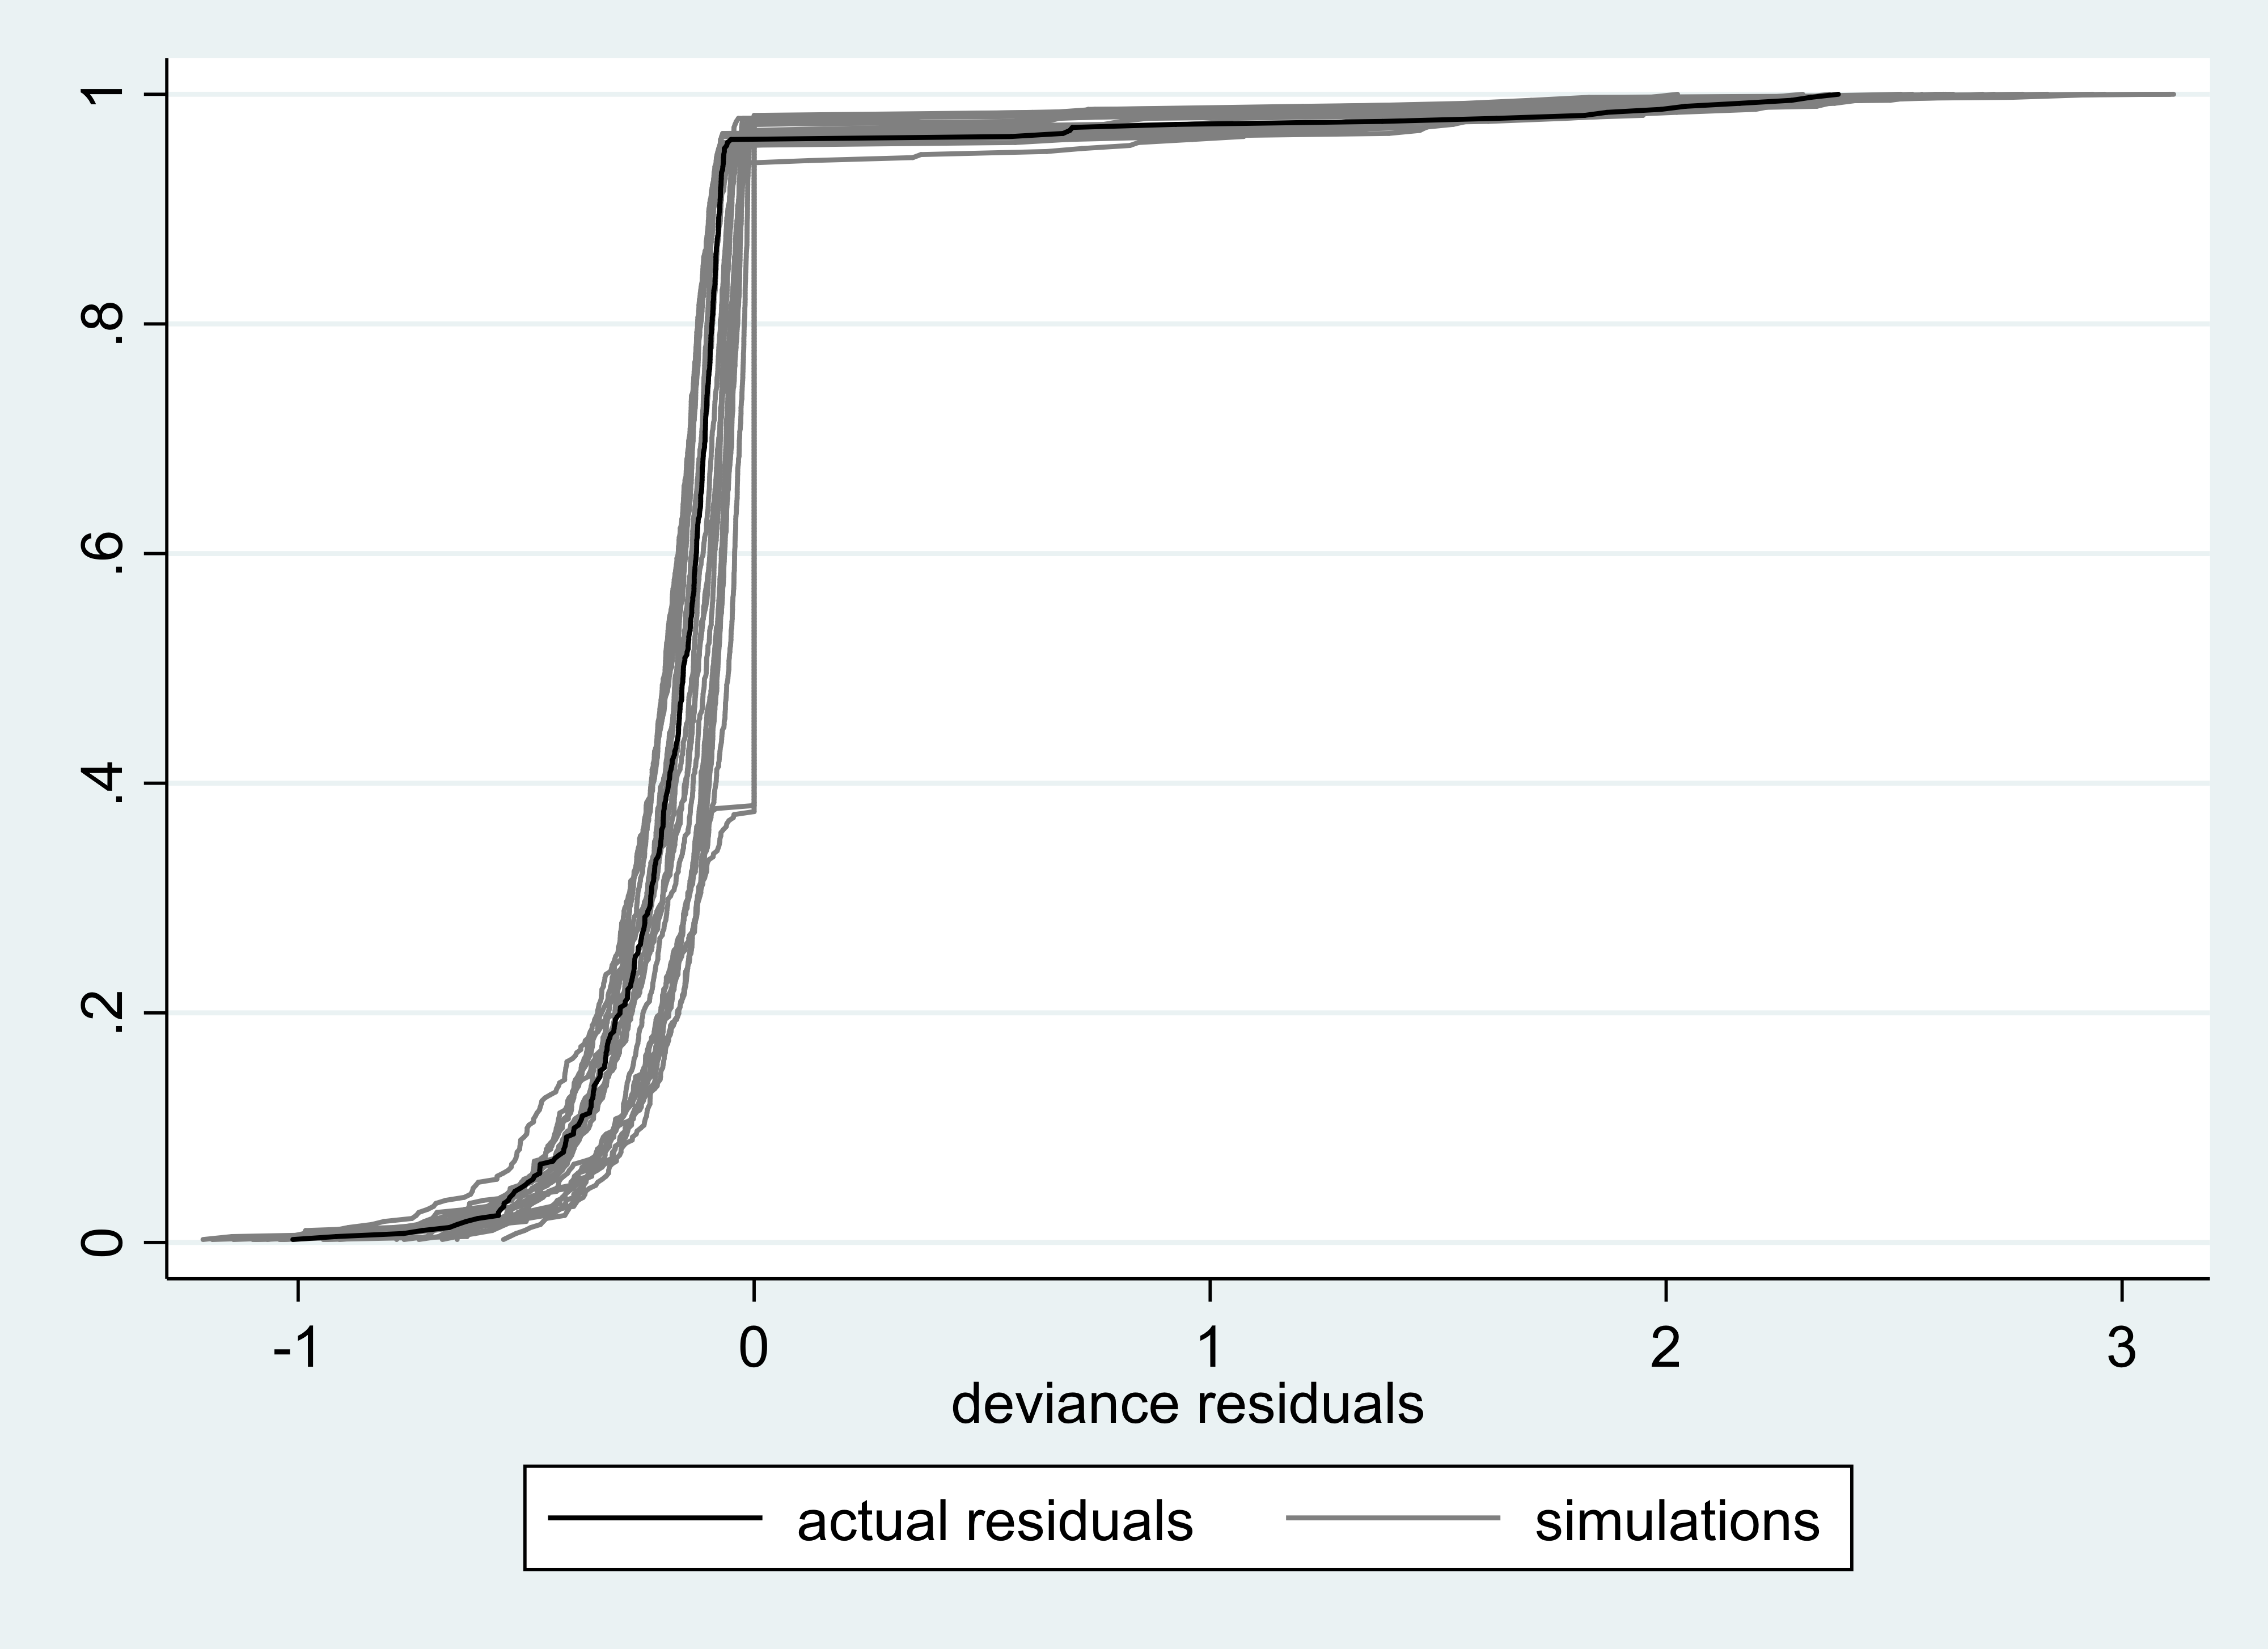 1
.8
.6
.4
.2
0
-1 0 1 2 3
deviance residuals
actual residuals simulations